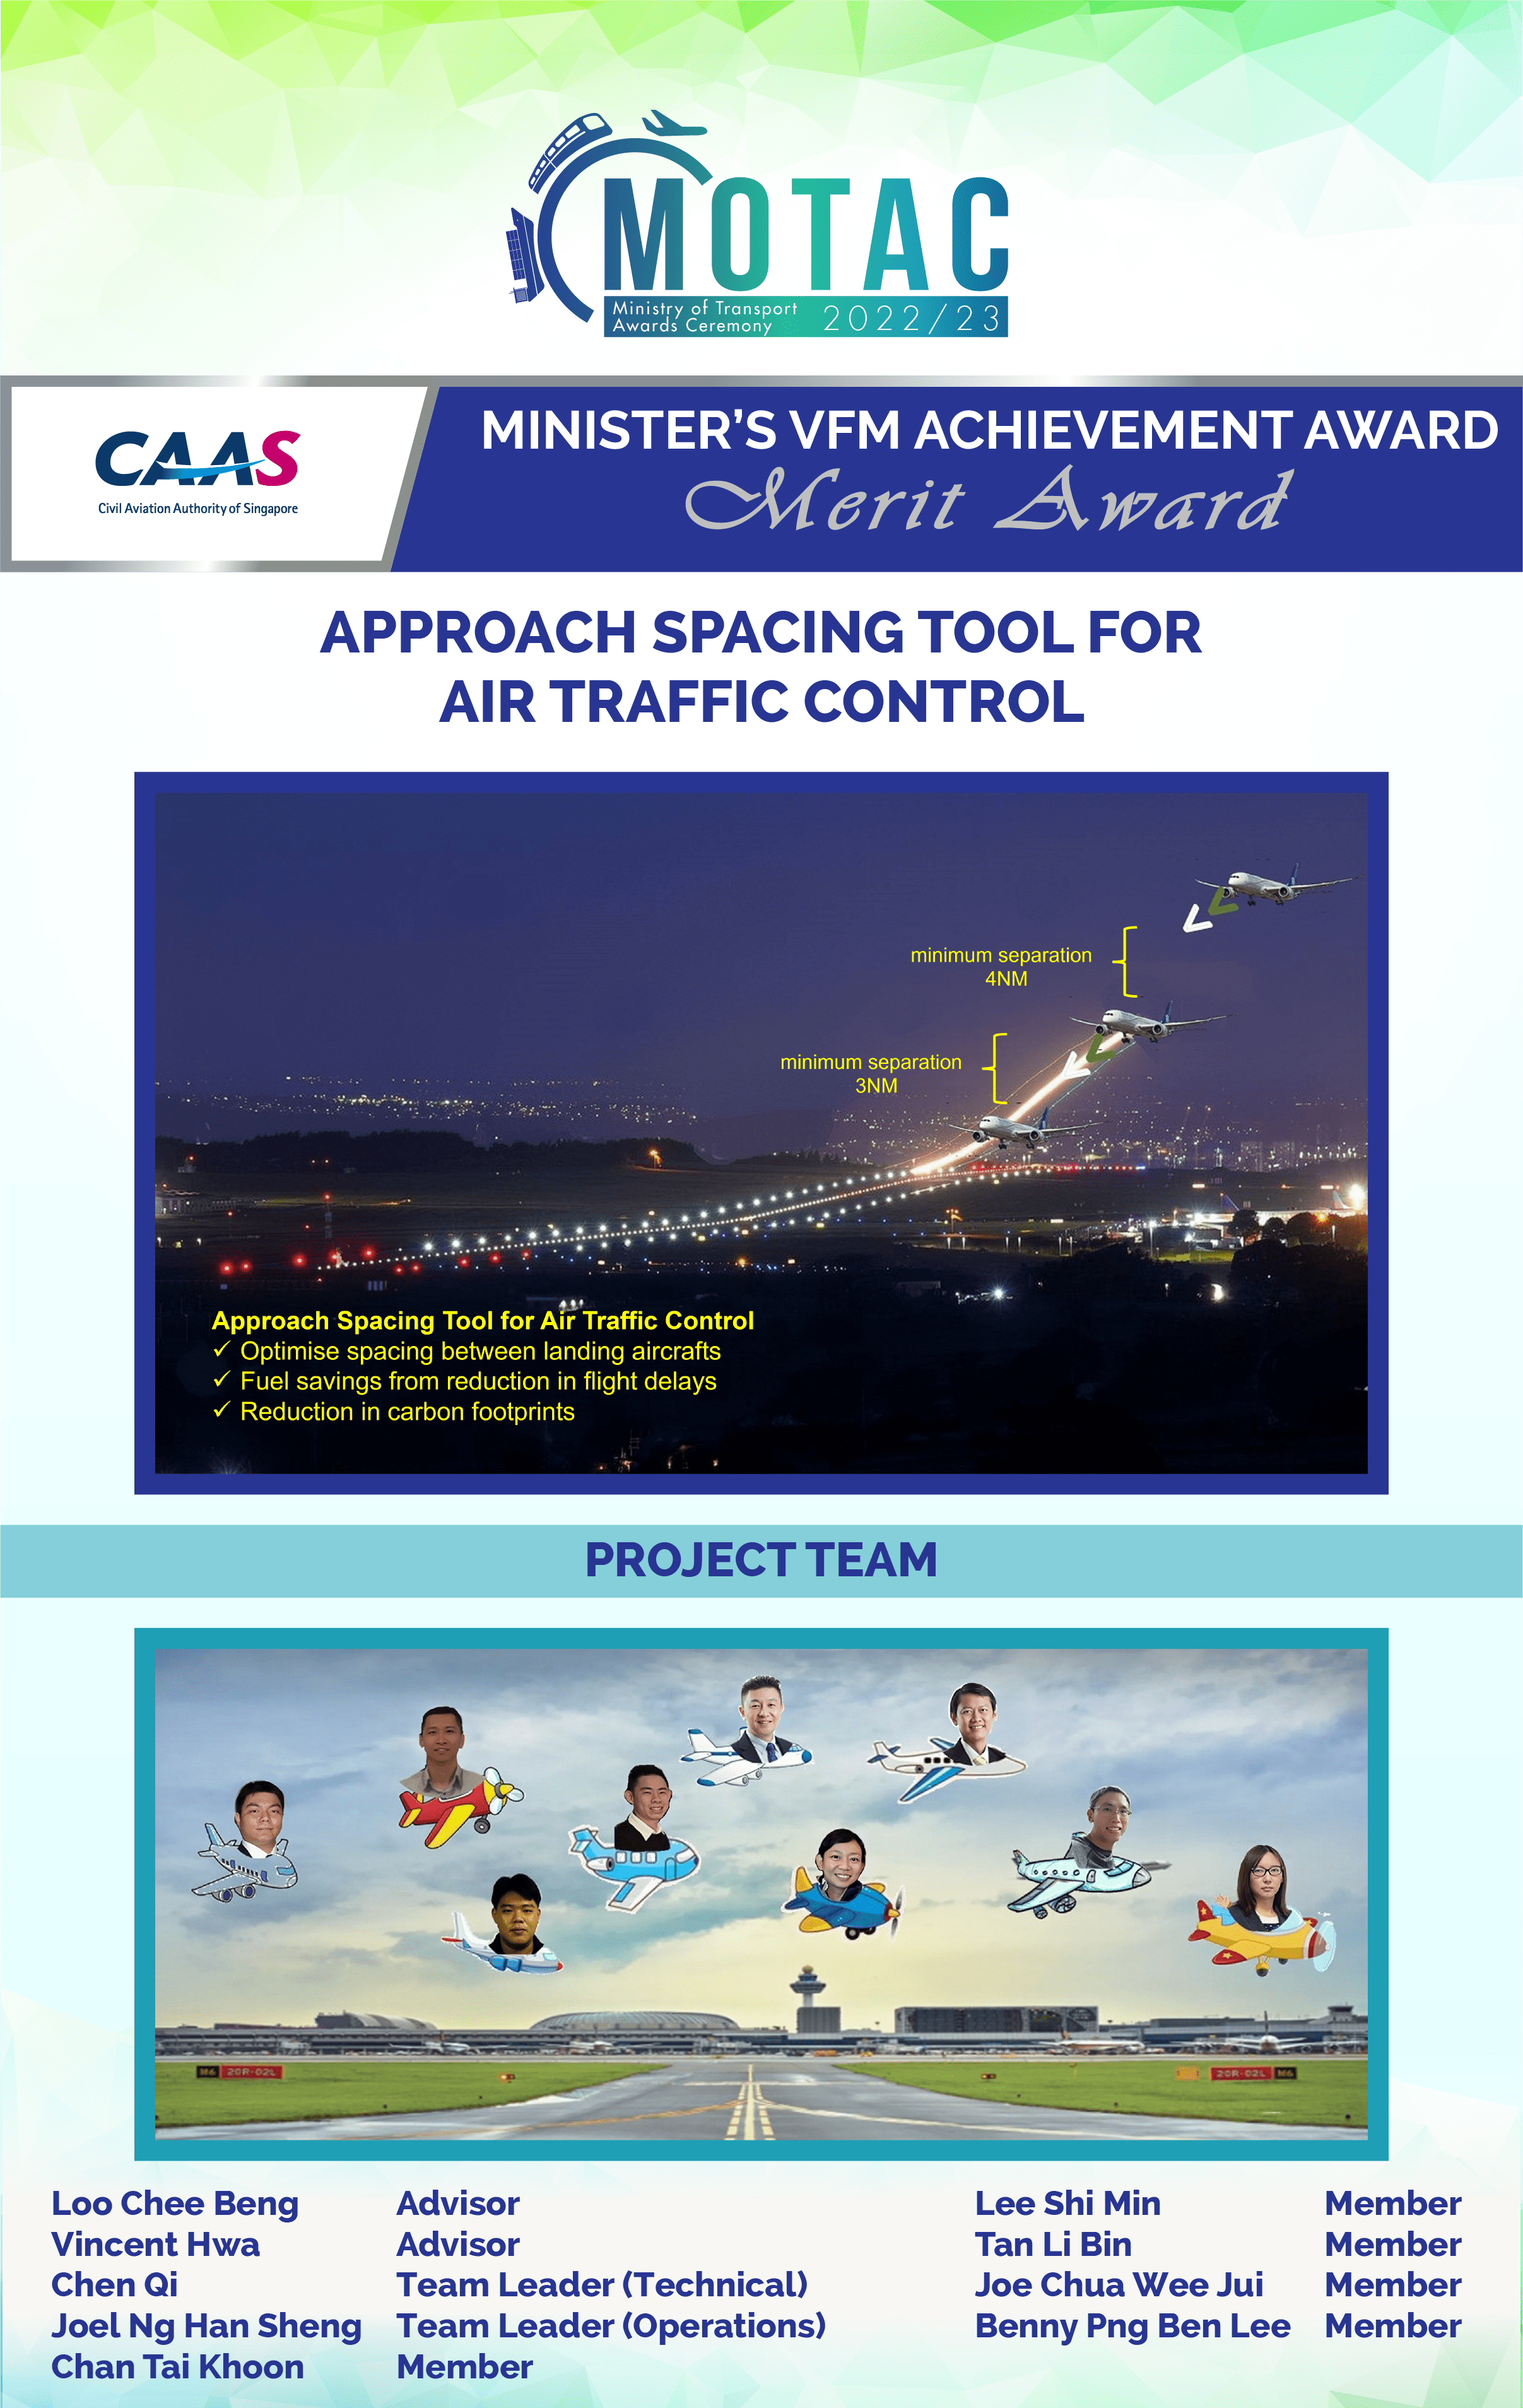 MOTAC
Ministry of Transport
Awards Ceremony
2022/23
CAAS
Civil Aviation Authority of Singapore
MINISTER’S VFM ACHIEVEMENT AWARD
Merit Award
APPROACH SPACING TOOL FOR
AIR TRAFFIC CONTROL
minimum separation
4NM
minimum separation
3NM
Approach Spacing Tool for Air Traffic Control
✓ Optimise spacing between landing aircrafts
✓ Fuel savings from reduction in flight delays
✓ Reduction in carbon footprints
PROJECT TEAM
M6 20R-02L
20R-02L M6
Loo Chee Beng Advisor
Vincent Hwa Advisor
Chen Qi Team Leader (Technical)
Joel Ng Han Sheng Team Leader (Operations)
Chan Tai Khoon Member
Lee Shi Min Member
Tan Li Bin Member
Joe Chua Wee Jui Member
Benny Png Ben Lee Member